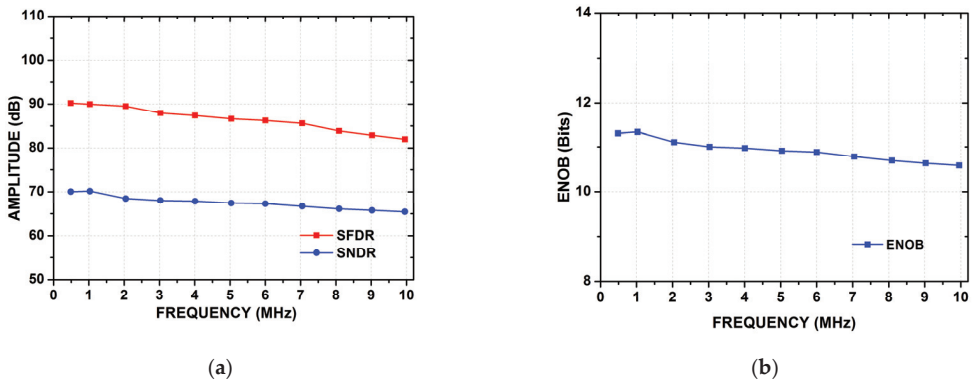 110
100
90
80
70
60
50
AMPLITUDE (dB)
SFDR
SNDR
0 1 2 3 4 5 6 7 8 9 10
FREQUENCY (MHz)
(a)
14
12
10
8
ENOB (Bits)
ENOB
0 1 2 3 4 5 6 7 8 9 10
FREQUENCY (MHz)
(b)